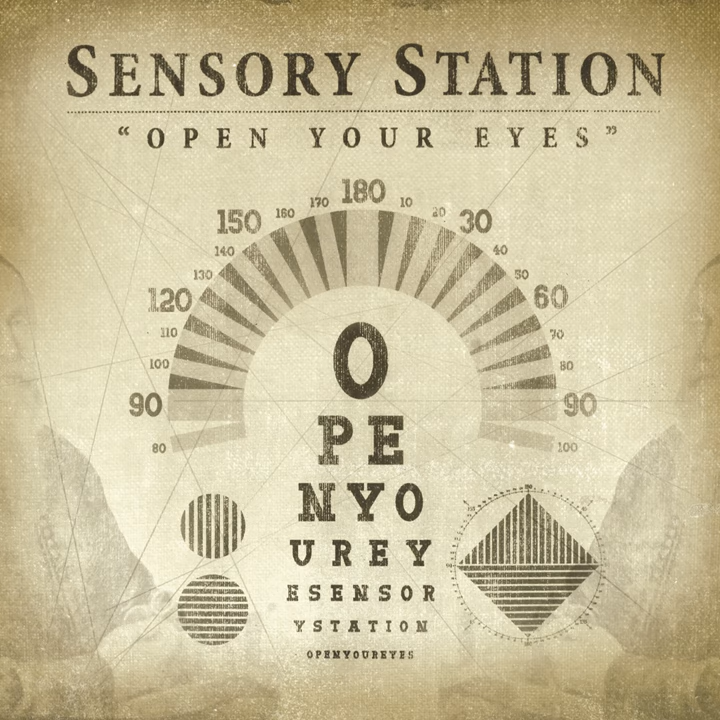 SENSORY STATION
“OPEN YOUR EYES”
180
170 10
160 20
150 30
140 40
130 50
120 60
110 70
100 80
90 90
80 100
O
PE
NYO
UREY
ESENSOR
YSTATION
OPENYOUREYES